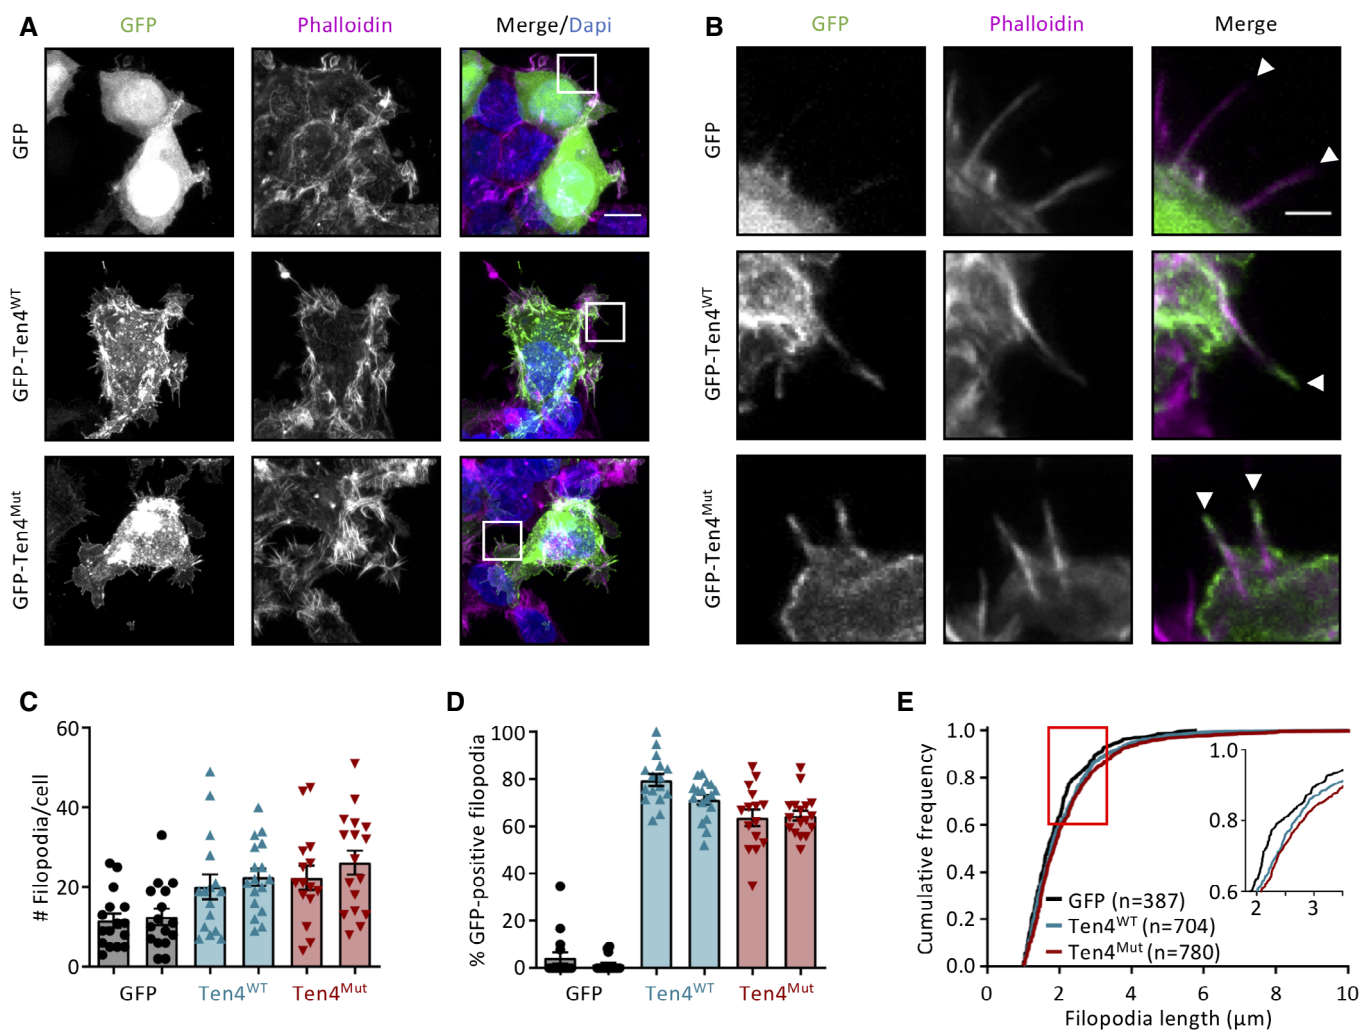 A
GFP
Phalloidin
Merge/Dapi
GFP
GFP-Ten4WT
GFP-Ten4Mut
B
GFP
Phalloidin
Merge
GFP
GFP-Ten4WT
GFP-Ten4Mut
C
# Filopodia/cell
60
40
20
0
GFP
Ten4WT
Ten4Mut
D
% GFP-positive filopodia
100
80
60
40
20
0
GFP
Ten4WT
Ten4Mut
E
Cumulative frequency
1.0
0.8
0.6
0.4
0.2
0.0
0 2 4 6 8 10
Filopodia length (μm)
GFP (n=387)
Ten4WT (n=704)
Ten4Mut (n=780)
1.0
0.8
0.6
2 3